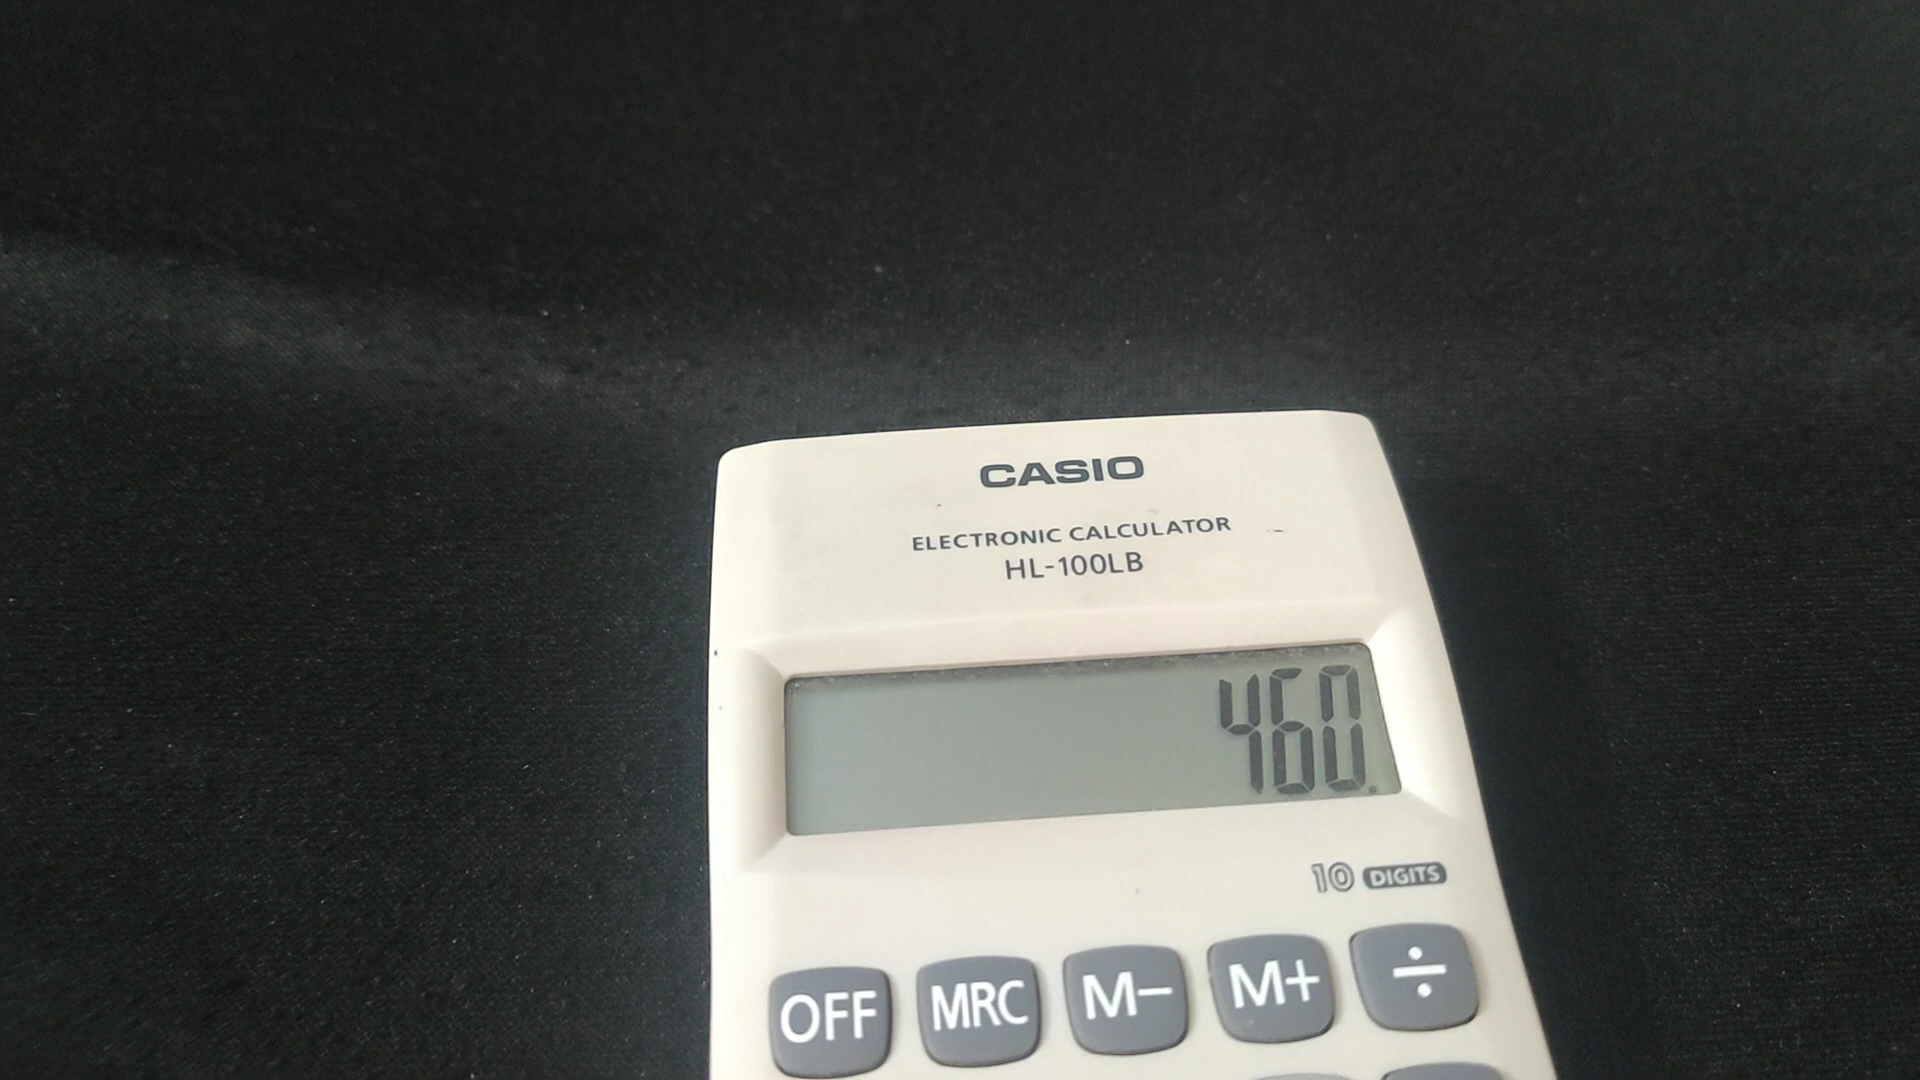 CASIO
ELECTRONIC CALCULATOR
HL-100LB
460.
10 DIGITS
OFF MRC M− M+ ÷